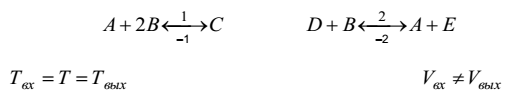 A + 2B ⟷ C (1, −1) D + B ⟷ A + E (2, −2)
T_вх = T = T_вых V_вх ≠ V_вых